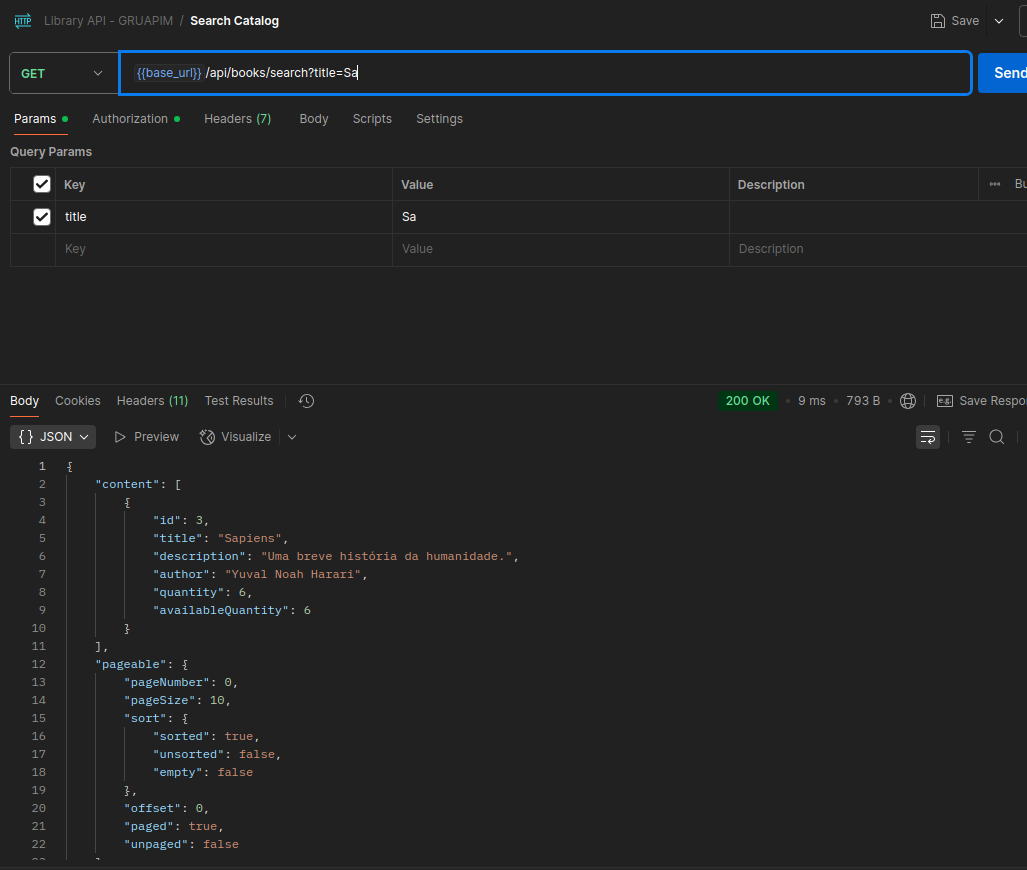 HTTP Library API - GRUAPIM / Search Catalog Save
GET {{base_url}} /api/books/search?title=Sa Send
Params Authorization Headers (7) Body Scripts Settings
Query Params
Key Value Description Bu
title Sa
Key Value Description
Body Cookies Headers (11) Test Results 200 OK 9 ms 793 B e.g. Save Respo
{} JSON Preview Visualize
1 {
2 "content": [
3 {
4 "id": 3,
5 "title": "Sapiens",
6 "description": "Uma breve história da humanidade.",
7 "author": "Yuval Noah Harari",
8 "quantity": 6,
9 "availableQuantity": 6
10 }
11 ],
12 "pageable": {
13 "pageNumber": 0,
14 "pageSize": 10,
15 "sort": {
16 "sorted": true,
17 "unsorted": false,
18 "empty": false
19 },
20 "offset": 0,
21 "paged": true,
22 "unpaged": false